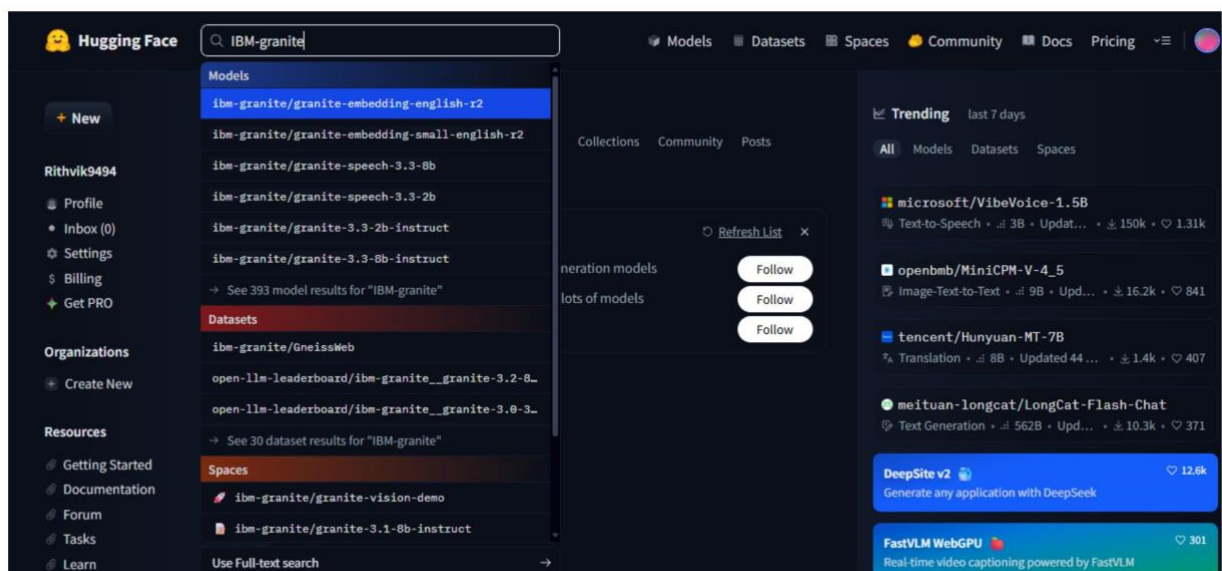 Hugging Face
IBM-granite
Models
Datasets
Spaces
Community
Docs
Pricing
+ New
Rithvik9494
Profile
Inbox (0)
Settings
$ Billing
Get PRO
Organizations
Create New
Resources
Getting Started
Documentation
Forum
Tasks
Learn
Models
ibm-granite/granite-embedding-english-r2
ibm-granite/granite-embedding-small-english-r2
ibm-granite/granite-speech-3.3-8b
ibm-granite/granite-speech-3.3-2b
ibm-granite/granite-3.3-2b-instruct
ibm-granite/granite-3.3-8b-instruct
→ See 393 model results for "IBM-granite"
Datasets
ibm-granite/GneissWeb
open-llm-leaderboard/ibm-granite__granite-3.2-8…
open-llm-leaderboard/ibm-granite__granite-3.0-3…
→ See 30 dataset results for "IBM-granite"
Spaces
ibm-granite/granite-vision-demo
ibm-granite/granite-3.1-8b-instruct
Use Full-text search →
Collections Community Posts
Refresh List ×
neration models
Follow
lots of models
Follow
Follow
Trending last 7 days
All Models Datasets Spaces
microsoft/VibeVoice-1.5B
Text-to-Speech • 3B • Updat... • 150k • 1.31k
openbmb/MiniCPM-V-4_5
Image-Text-to-Text • 9B • Upd... • 16.2k • 841
tencent/Hunyuan-MT-7B
Translation • 8B • Updated 44 ... • 1.4k • 407
meituan-longcat/LongCat-Flash-Chat
Text Generation • 562B • Upd... • 10.3k • 371
DeepSite v2 12.6k
Generate any application with DeepSeek
FastVLM WebGPU 301
Real-time video captioning powered by FastVLM